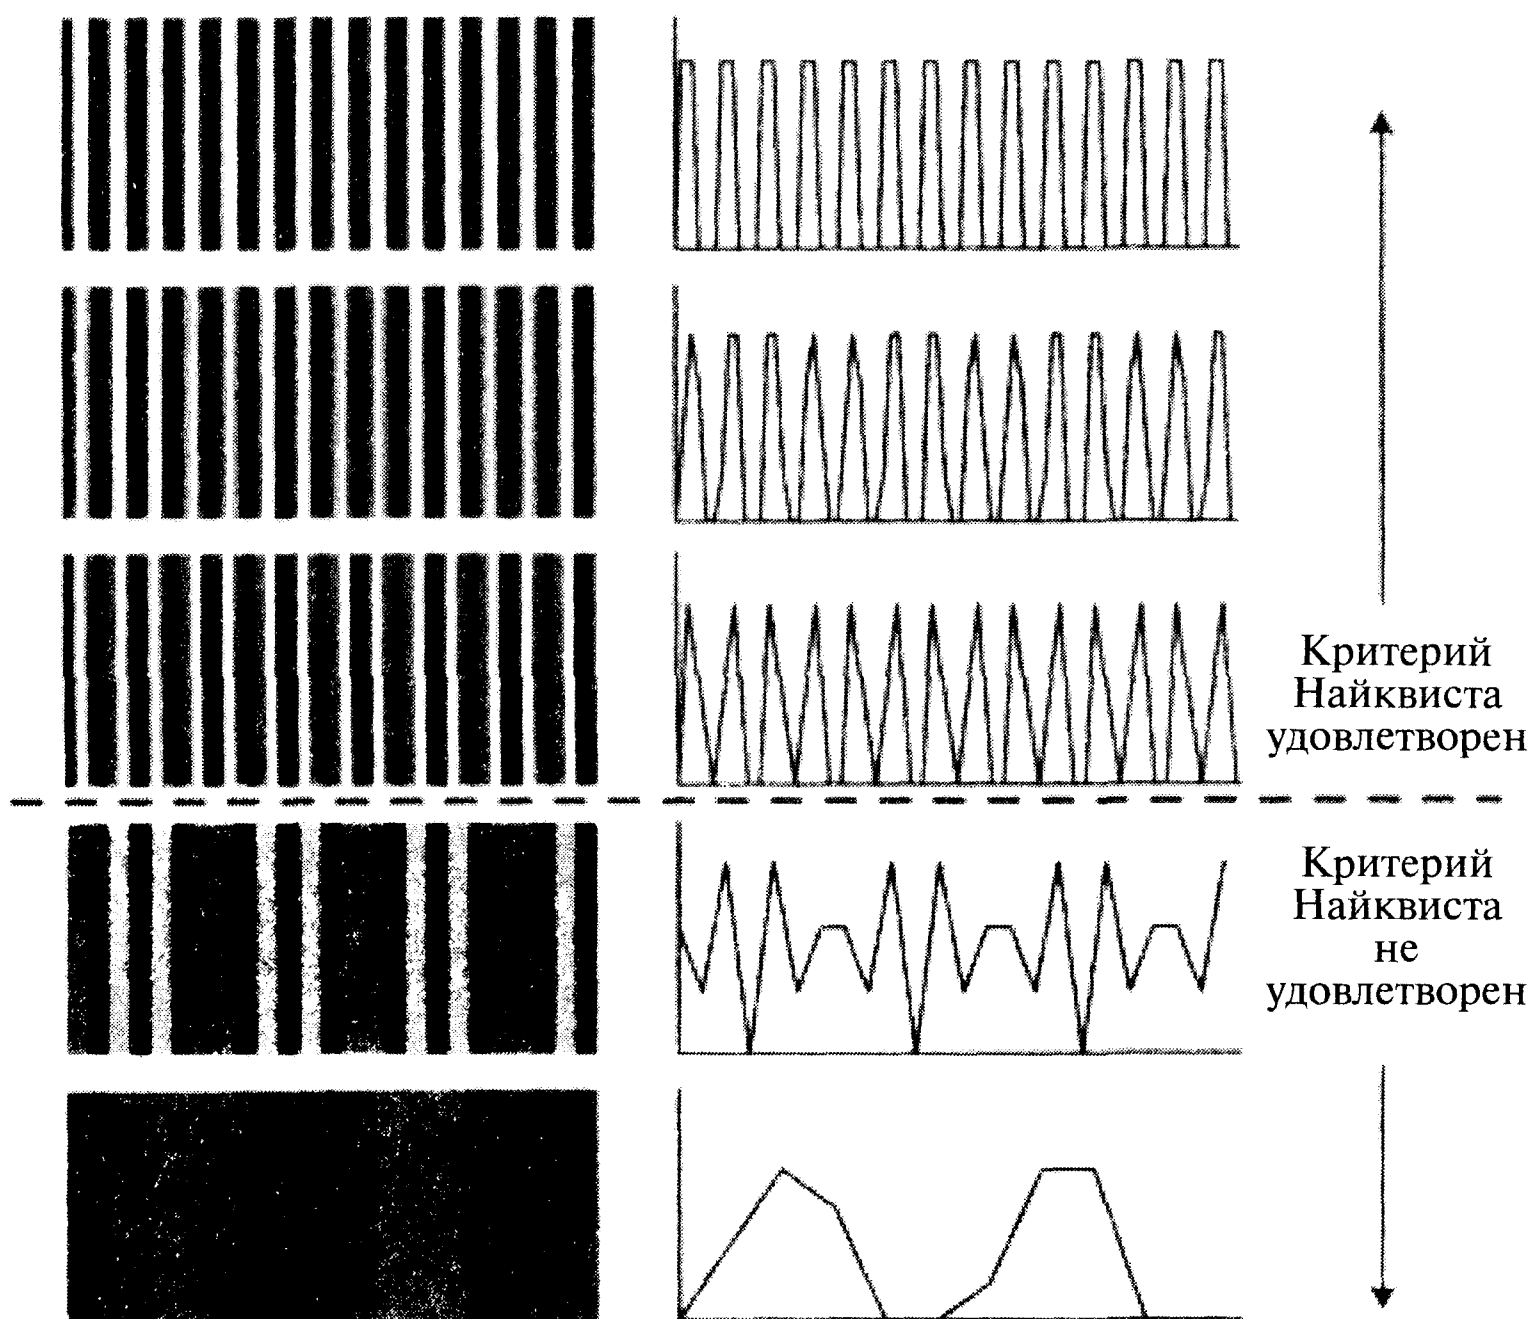 Критерий
Найквиста
удовлетворен
Критерий
Найквиста
не
удовлетворен